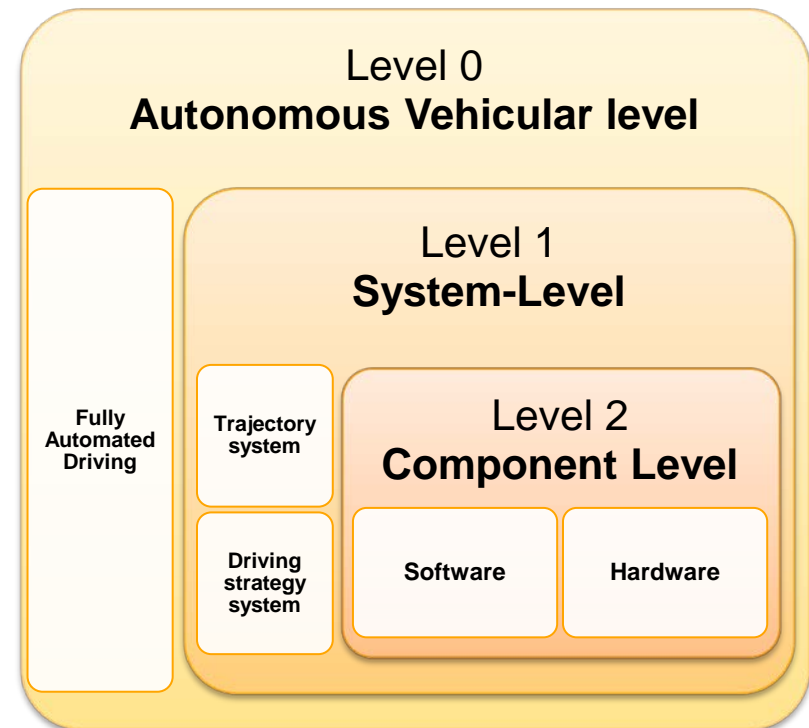 Level 0
Autonomous Vehicular level
Level 1
System-Level
Level 2
Component Level
Fully
Automated
Driving
Trajectory
system
Driving
strategy
system
Software
Hardware